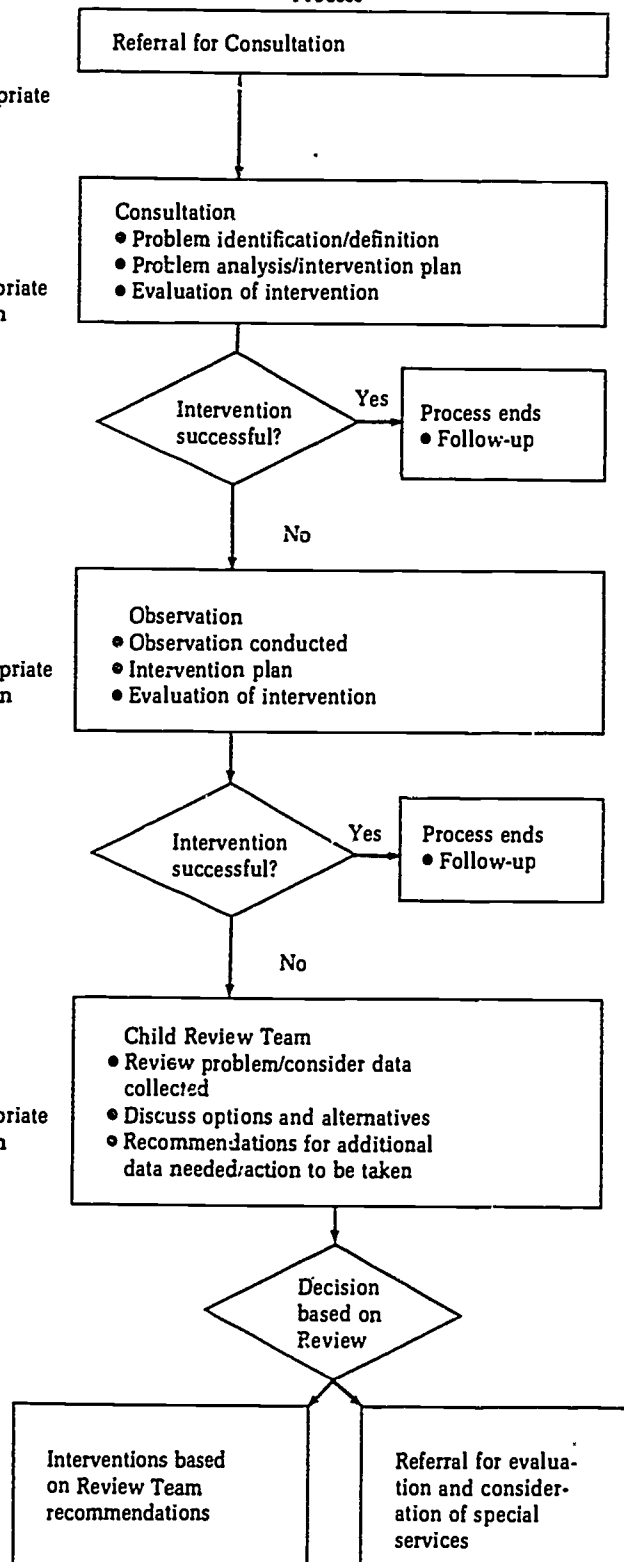 Referral for Consultation
Consultation
● Problem identification/definition
● Problem analysis/intervention plan
● Evaluation of intervention
Intervention
successful?
Yes
Process ends
● Follow-up
No
Observation
● Observation conducted
● Intervention plan
● Evaluation of intervention
Intervention
successful?
Yes
Process ends
● Follow-up
No
Child Review Team
● Review problem/consider data
collected
● Discuss options and alternatives
● Recommendations for additional
data needed/action to be taken
Decision
based on
Review
Interventions based
on Review Team
recommendations
Referral for evalua-
tion and consider-
ation of special
services